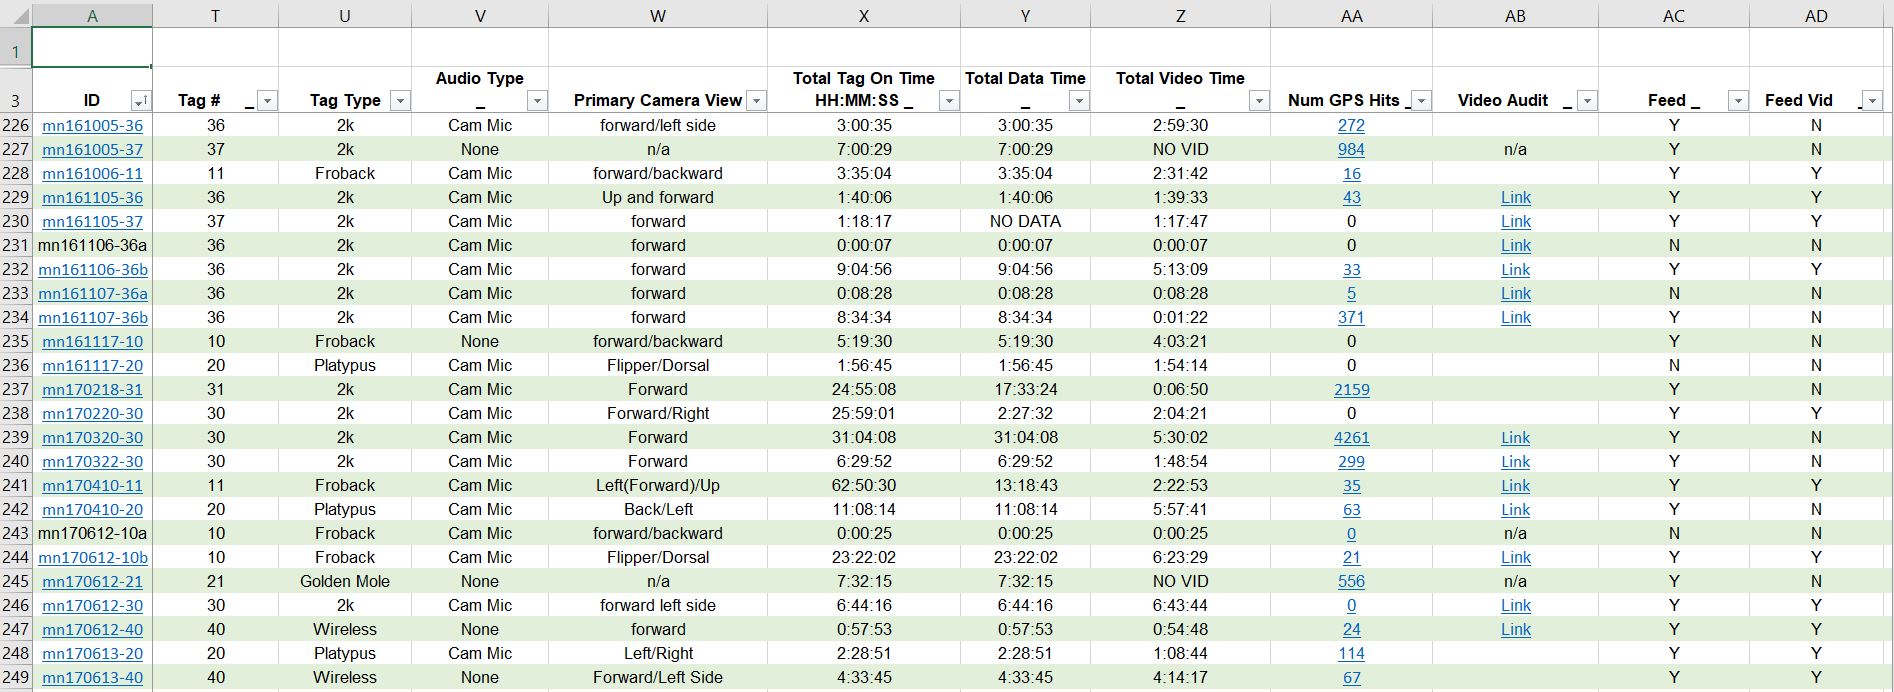 A T U V W X Y Z AA AB AC AD
1
Audio Type Total Tag On Time Total Data Time Total Video Time
3 ID Tag # _ Tag Type _ Primary Camera View HH:MM:SS _ _ _ Num GPS Hits _ Video Audit _ Feed _ Feed Vid _
226 mn161005-36 36 2k Cam Mic forward/left side 3:00:35 3:00:35 2:59:30 272 Y N
227 mn161005-37 37 2k None n/a 7:00:29 7:00:29 NO VID 984 n/a Y N
228 mn161006-11 11 Froback Cam Mic forward/backward 3:35:04 3:35:04 2:31:42 16 Y Y
229 mn161105-36 36 2k Cam Mic Up and forward 1:40:06 1:40:06 1:39:33 43 Link Y Y
230 mn161105-37 37 2k Cam Mic forward 1:18:17 NO DATA 1:17:47 0 Link Y Y
231 mn161106-36a 36 2k Cam Mic forward 0:00:07 0:00:07 0:00:07 0 Link N N
232 mn161106-36b 36 2k Cam Mic forward 9:04:56 9:04:56 5:13:09 33 Link Y Y
233 mn161107-36a 36 2k Cam Mic forward 0:08:28 0:08:28 0:08:28 5 Link N N
234 mn161107-36b 36 2k Cam Mic forward 8:34:34 8:34:34 0:01:22 371 Link Y N
235 mn161117-10 10 Froback None forward/backward 5:19:30 5:19:30 4:03:21 0 Y N
236 mn161117-20 20 Platypus Cam Mic Flipper/Dorsal 1:56:45 1:56:45 1:54:14 0 N N
237 mn170218-31 31 2k Cam Mic Forward 24:55:08 17:33:24 0:06:50 2159 Y N
238 mn170220-30 30 2k Cam Mic Forward/Right 25:59:01 2:27:32 2:04:21 0 Y Y
239 mn170320-30 30 2k Cam Mic Forward 31:04:08 31:04:08 5:30:02 4261 Link Y N
240 mn170322-30 30 2k Cam Mic Forward 6:29:52 6:29:52 1:48:54 299 Link Y N
241 mn170410-11 11 Froback Cam Mic Left(Forward)/Up 62:50:30 13:18:43 2:22:53 35 Link Y Y
242 mn170410-20 20 Platypus Cam Mic Back/Left 11:08:14 11:08:14 5:57:41 63 Link Y N
243 mn170612-10a 10 Froback Cam Mic forward/backward 0:00:25 0:00:25 0:00:25 0 n/a N N
244 mn170612-10b 10 Froback Cam Mic Flipper/Dorsal 23:22:02 23:22:02 6:23:29 21 Link Y Y
245 mn170612-21 21 Golden Mole None n/a 7:32:15 7:32:15 NO VID 556 n/a Y N
246 mn170612-30 30 2k Cam Mic forward left side 6:44:16 6:44:16 6:43:44 0 Link Y Y
247 mn170612-40 40 Wireless None forward 0:57:53 0:57:53 0:54:48 24 Link Y Y
248 mn170613-20 20 Platypus Cam Mic Left/Right 2:28:51 2:28:51 1:08:44 114 Y Y
249 mn170613-40 40 Wireless None Forward/Left Side 4:33:45 4:33:45 4:14:17 67 Y Y